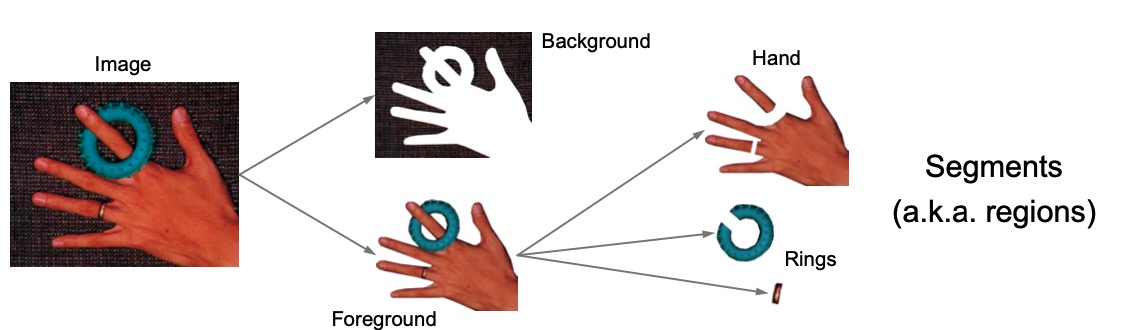 Image
Background
Foreground
Hand
Rings
Segments
(a.k.a. regions)